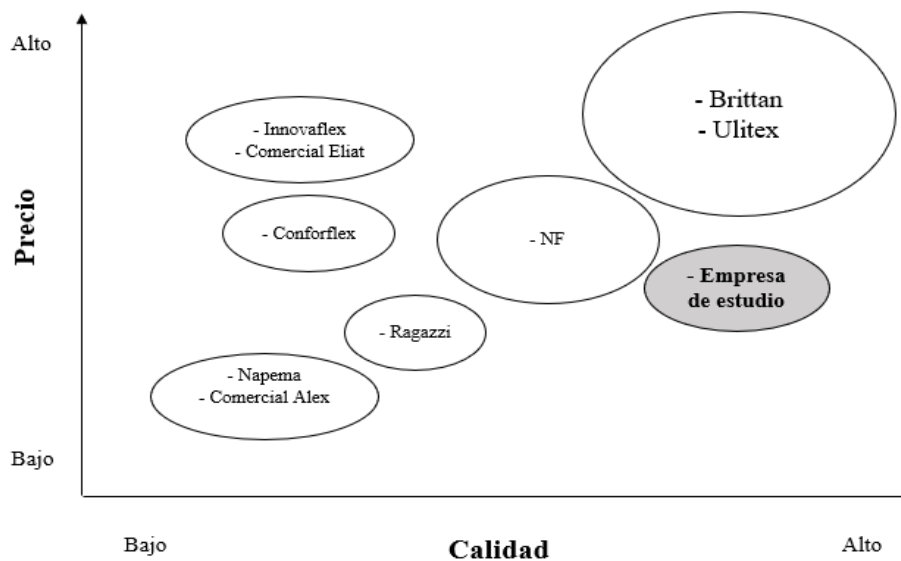 Alto
- Brittan
- Ulitex
- Innovaflex
- Comercial Eliat
Precio
- Conforflex
- NF
- Empresa
de estudio
- Ragazzi
- Napema
- Comercial Alex
Bajo
Bajo
Calidad
Alto